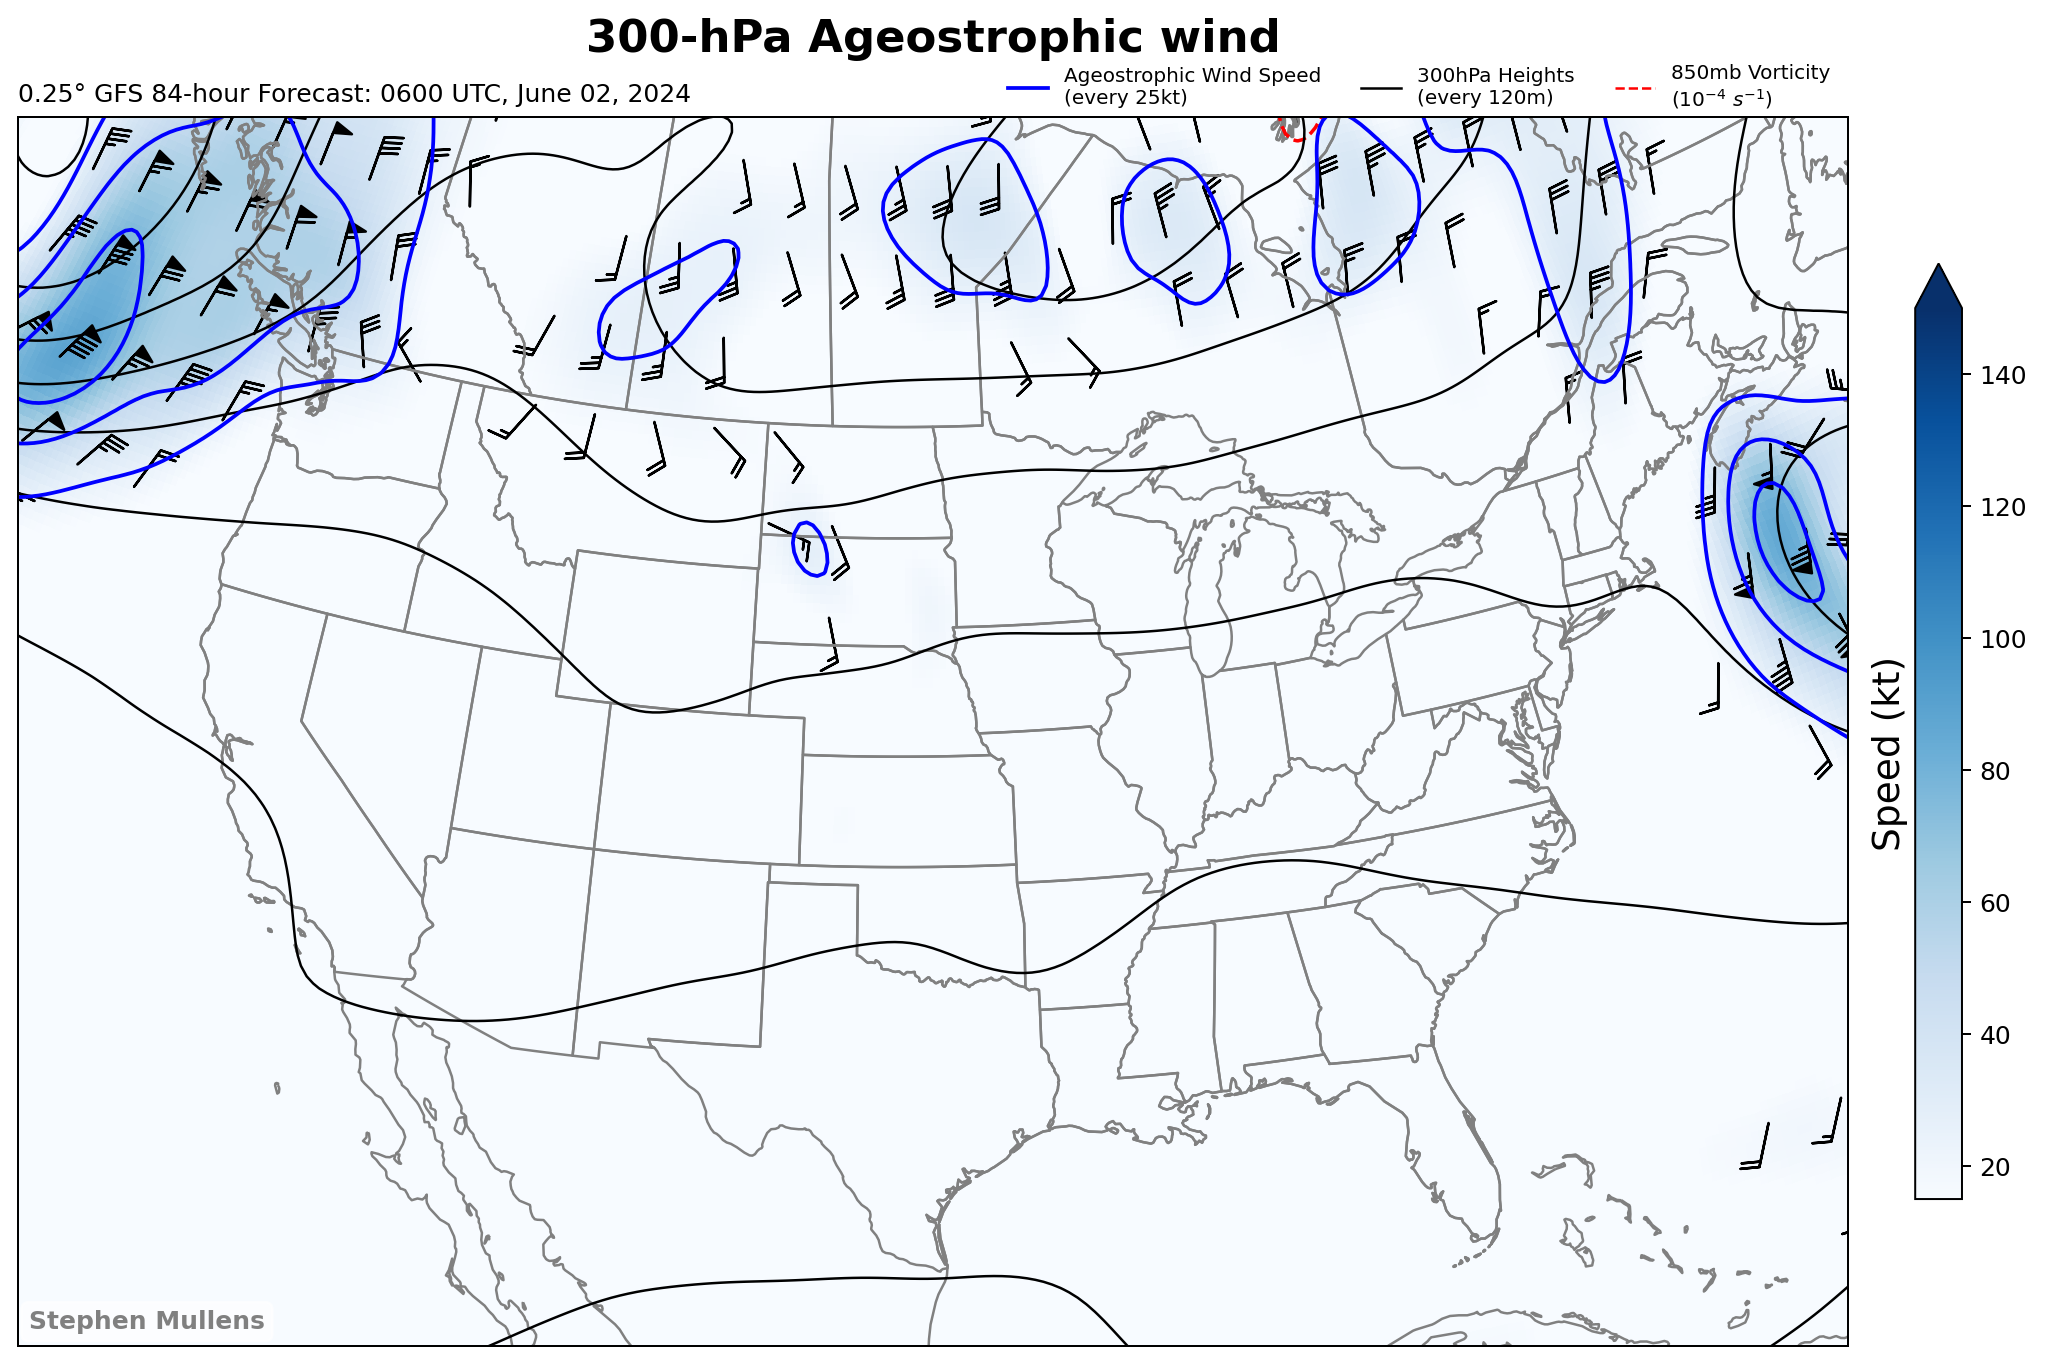 300-hPa Ageostrophic wind
0.25° GFS 84-hour Forecast: 0600 UTC, June 02, 2024
Ageostrophic Wind Speed
(every 25kt)
300hPa Heights
(every 120m)
850mb Vorticity
(10⁻⁴ s⁻¹)
140
120
100
80
60
40
20
Speed (kt)
Stephen Mullens